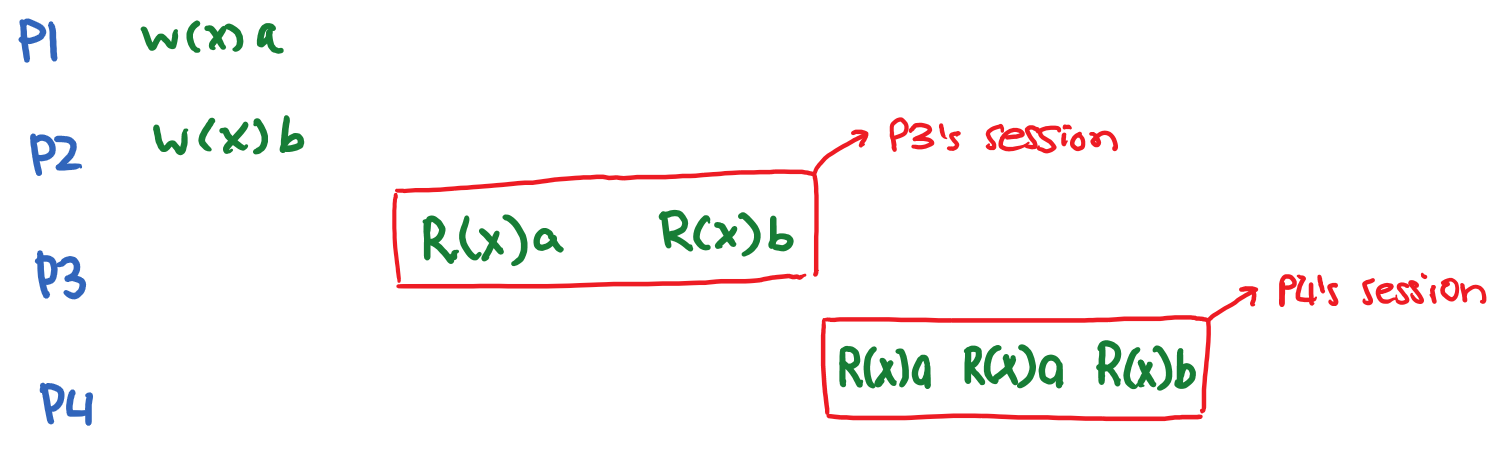 P1 W(x)a
P2 W(x)b
P3's session
P3 R(x)a R(x)b
P4's session
P4 R(x)a R(x)a R(x)b